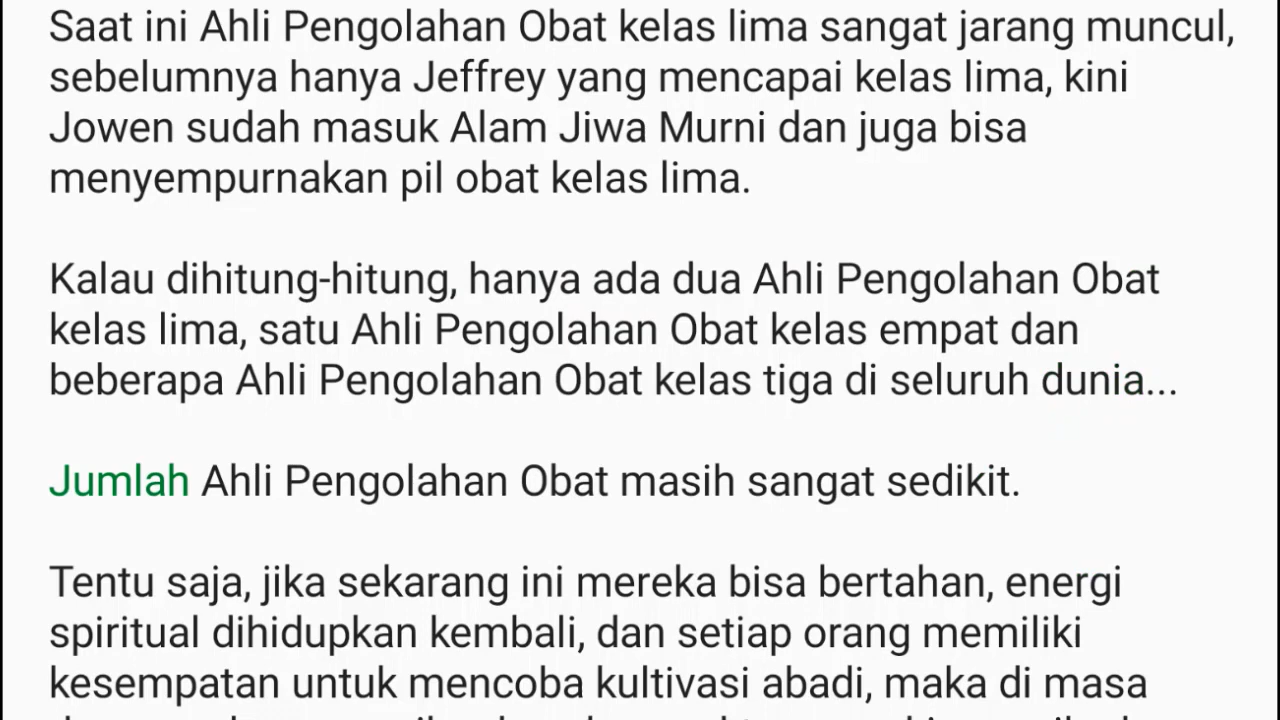 Saat ini Ahli Pengolahan Obat kelas lima sangat jarang muncul,
sebelumnya hanya Jeffrey yang mencapai kelas lima, kini
Jowen sudah masuk Alam Jiwa Murni dan juga bisa
menyempurnakan pil obat kelas lima.
Kalau dihitung-hitung, hanya ada dua Ahli Pengolahan Obat
kelas lima, satu Ahli Pengolahan Obat kelas empat dan
beberapa Ahli Pengolahan Obat kelas tiga di seluruh dunia...
Jumlah Ahli Pengolahan Obat masih sangat sedikit.
Tentu saja, jika sekarang ini mereka bisa bertahan, energi
spiritual dihidupkan kembali, dan setiap orang memiliki
kesempatan untuk mencoba kultivasi abadi, maka di masa